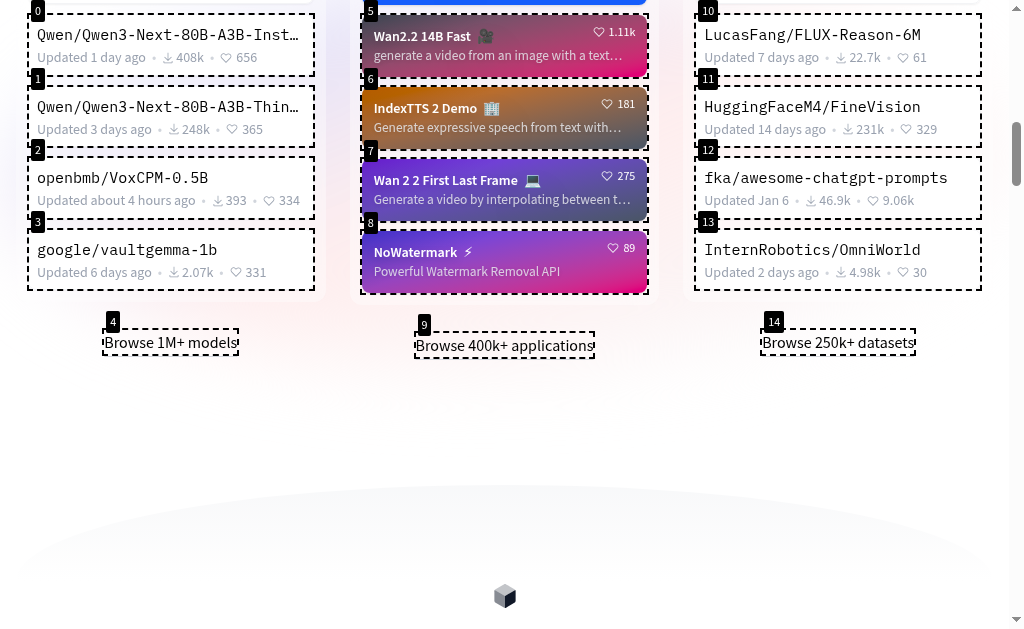 0
Qwen/Qwen3-Next-80B-A3B-Inst…
Updated 1 day ago • 408k • 656
1
Qwen/Qwen3-Next-80B-A3B-Thin…
Updated 3 days ago • 248k • 365
2
openbmb/VoxCPM-0.5B
Updated about 4 hours ago • 393 • 334
3
google/vaultgemma-1b
Updated 6 days ago • 2.07k • 331
4
Browse 1M+ models
5
Wan2.2 14B Fast 🎥
1.11k
generate a video from an image with a text…
6
IndexTTS 2 Demo 🏢
181
Generate expressive speech from text with…
7
Wan 2 2 First Last Frame 💻
275
Generate a video by interpolating between t…
8
NoWatermark ⚡
89
Powerful Watermark Removal API
9
Browse 400k+ applications
10
LucasFang/FLUX-Reason-6M
Updated 7 days ago • 22.7k • 61
11
HuggingFaceM4/FineVision
Updated 14 days ago • 231k • 329
12
fka/awesome-chatgpt-prompts
Updated Jan 6 • 46.9k • 9.06k
13
InternRobotics/OmniWorld
Updated 2 days ago • 4.98k • 30
14
Browse 250k+ datasets